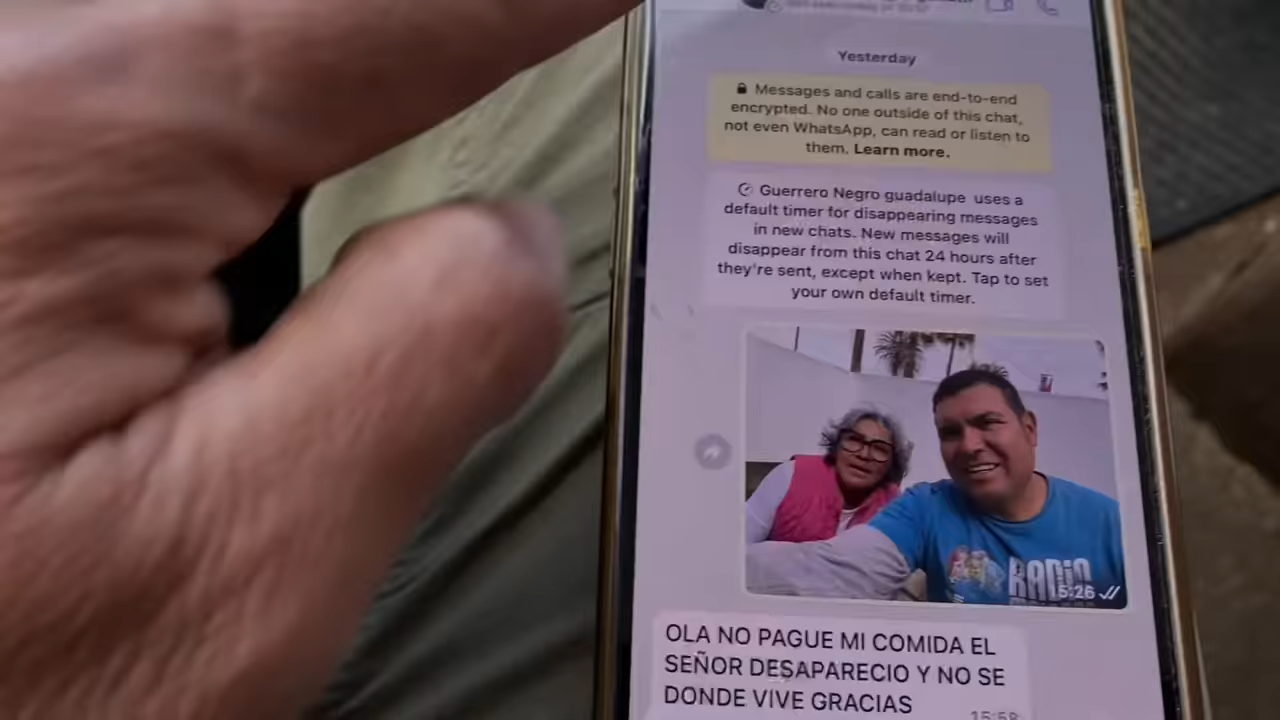 Yesterday
Messages and calls are end-to-end
encrypted. No one outside of this chat,
not even WhatsApp, can read or listen to
them. Learn more.
Guerrero Negro guadalupe uses a
default timer for disappearing messages
in new chats. New messages will
disappear from this chat 24 hours after
they're sent, except when kept. Tap to set
your own default timer.
RADIO
15:26
OLA NO PAGUE MI COMIDA EL
SEÑOR DESAPARECIO Y NO SE
DONDE VIVE GRACIAS
15:58